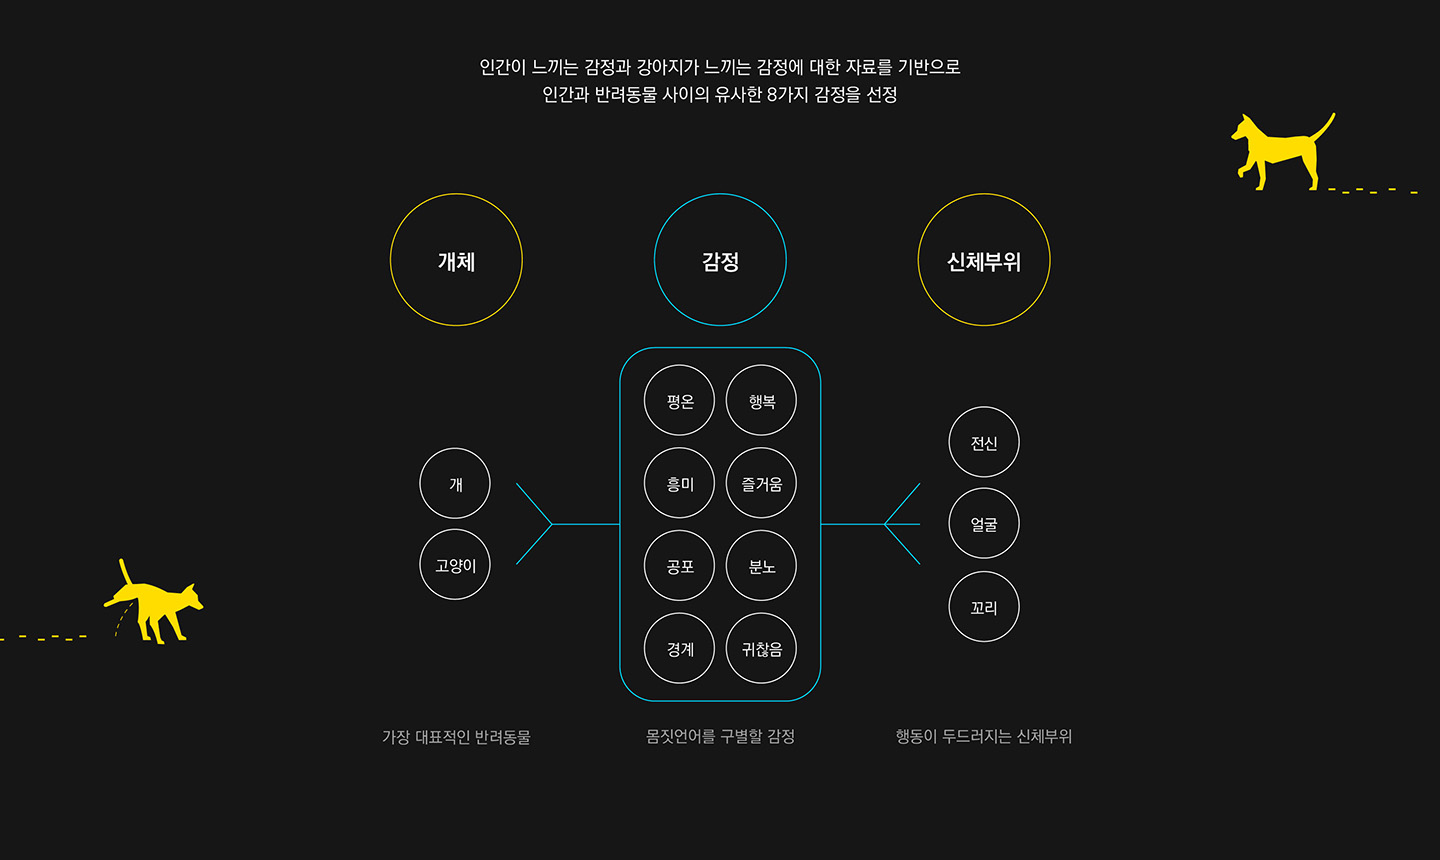 인간이 느끼는 감정과 강아지가 느끼는 감정에 대한 자료를 기반으로
인간과 반려동물 사이의 유사한 8가지 감정을 선정
개체
감정
신체부위
평온
행복
흥미
즐거움
공포
분노
경계
귀찮음
개
고양이
전신
얼굴
꼬리
가장 대표적인 반려동물
몸짓언어를 구별할 감정
행동이 두드러지는 신체부위